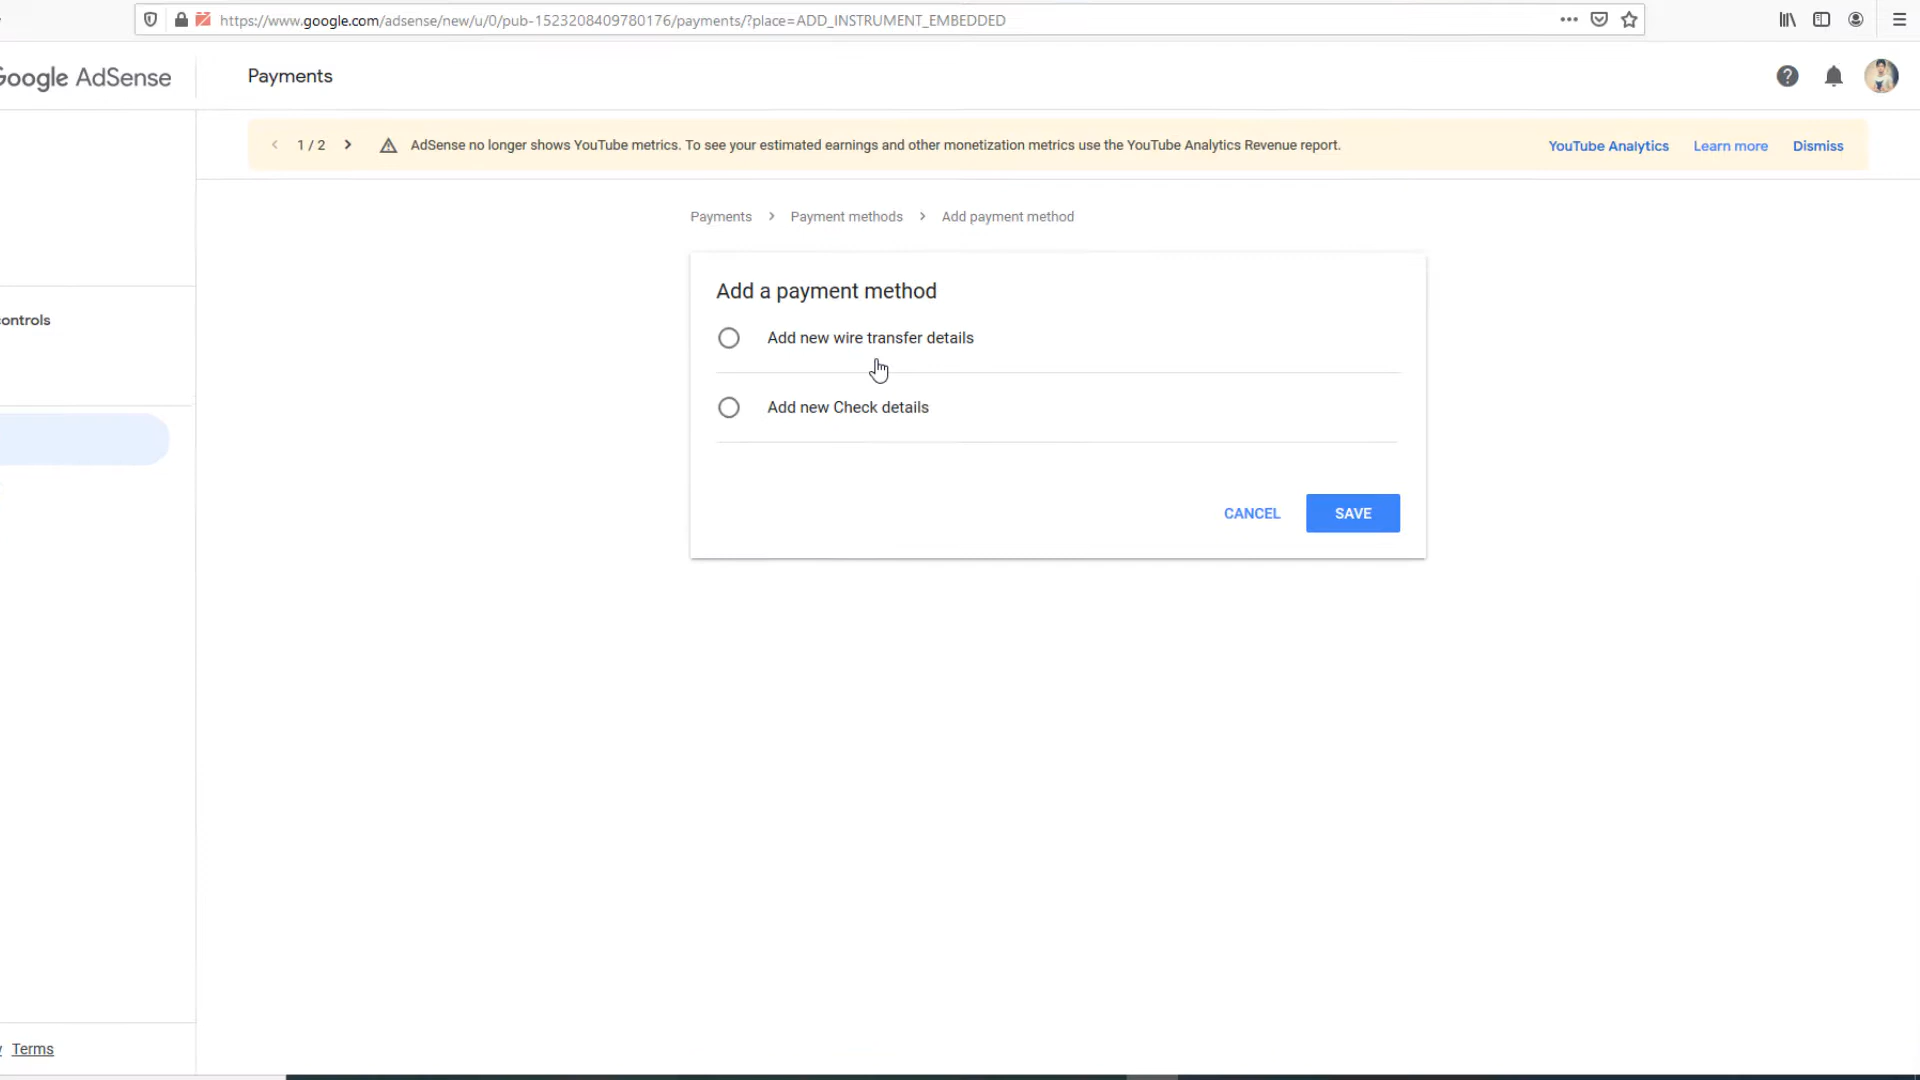 https://www.google.com/adsense/new/u/0/pub-1523208409780176/payments/?place=ADD_INSTRUMENT_EMBEDDED
Google AdSense
Payments
1 / 2
AdSense no longer shows YouTube metrics. To see your estimated earnings and other monetization metrics use the YouTube Analytics Revenue report.
YouTube Analytics
Learn more
Dismiss
Payments > Payment methods > Add payment method
Add a payment method
Add new wire transfer details
ontrols
Add new Check details
CANCEL
SAVE
Terms